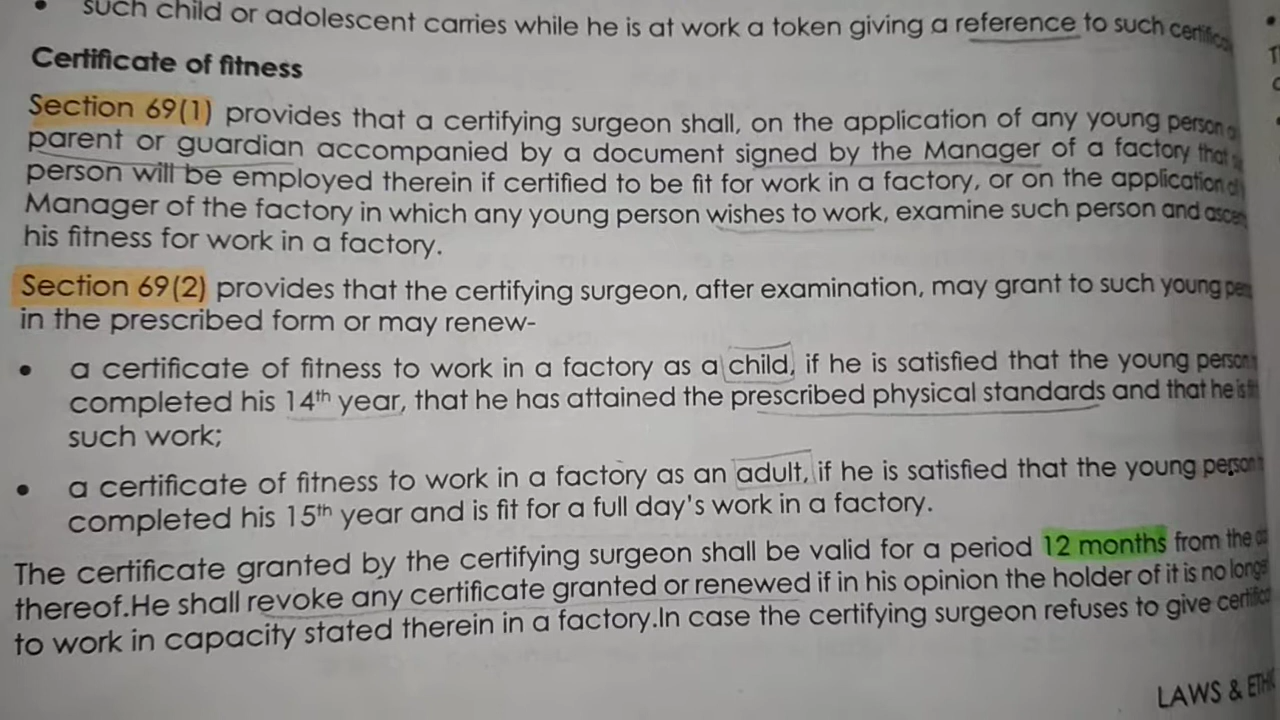 such child or adolescent carries while he is at work a token giving a reference to such
Certificate of fitness
Section 69(1) provides that a certifying surgeon shall, on the application of any young person
parent or guardian accompanied by a document signed by the Manager of a factory that
person will be employed therein if certified to be fit for work in a factory, or on the application
Manager of the factory in which any young person wishes to work, examine such person and
his fitness for work in a factory.
Section 69(2) provides that the certifying surgeon, after examination, may grant to such young
in the prescribed form or may renew-
• a certificate of fitness to work in a factory as a child, if he is satisfied that the young person
completed his 14th year, that he has attained the prescribed physical standards and that he is
such work;
• a certificate of fitness to work in a factory as an adult, if he is satisfied that the young person
completed his 15th year and is fit for a full day's work in a factory.
The certificate granted by the certifying surgeon shall be valid for a period 12 months from the
thereof.He shall revoke any certificate granted or renewed if in his opinion the holder of it is no
to work in capacity stated therein in a factory.In case the certifying surgeon refuses to give
LAWS &